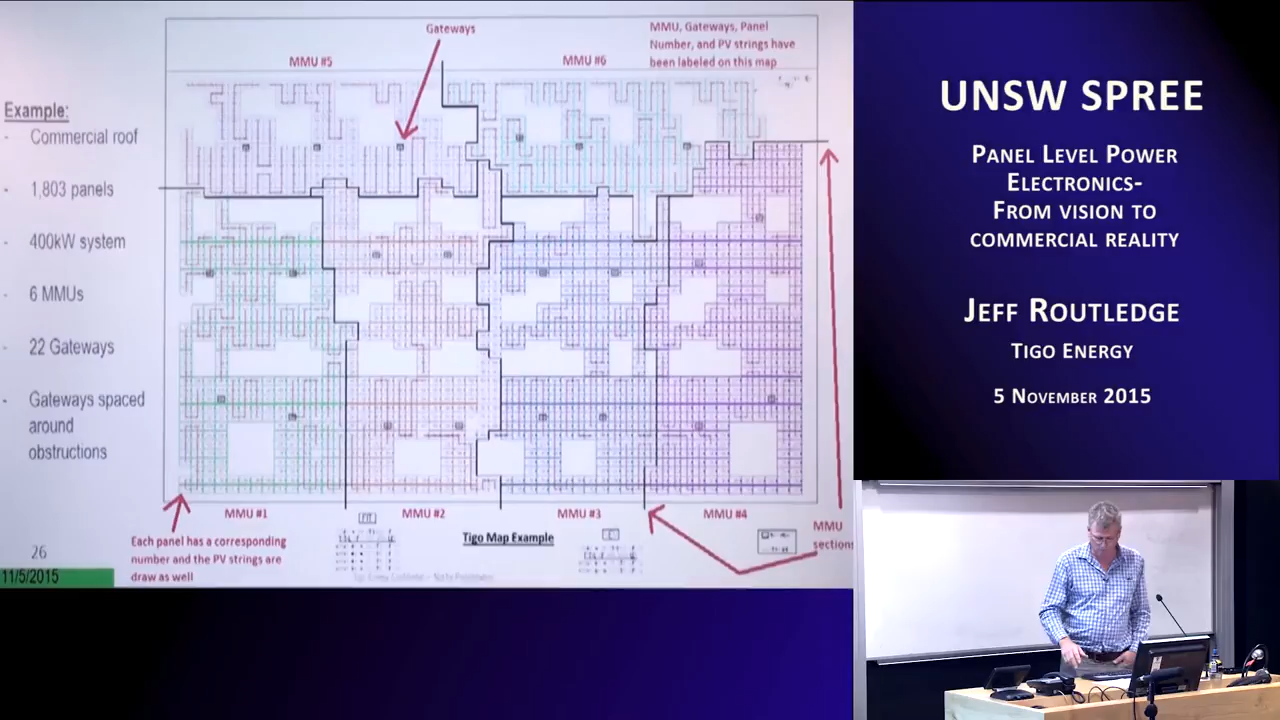 Gateways
MMU, Gateways, Panel
Number, and PV strings have
been labeled on this map
MMU #5
MMU #6
Example:
- Commercial roof
- 1,803 panels
- 400kW system
- 6 MMUs
- 22 Gateways
- Gateways spaced
around
obstructions
MMU #1
MMU #2
MMU #3
MMU #4
MMU
sections
Each panel has a corresponding
number and the PV strings are
draw as well
Tigo Map Example
26
11/5/2015
UNSW SPREE
Panel Level Power
Electronics-
From vision to
commercial reality
Jeff Routledge
Tigo Energy
5 November 2015